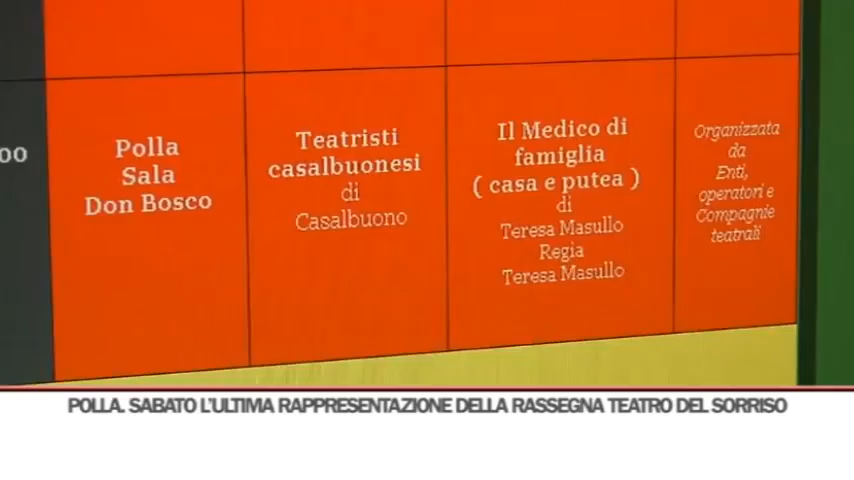 oo
Polla
Sala
Don Bosco
Teatristi
casalbuonesi
di
Casalbuono
Il Medico di
famiglia
( casa e putea )
di
Teresa Masullo
Regia
Teresa Masullo
Organizzata
da
Enti,
operatori e
Compagnie
teatrali
POLLA. SABATO L'ULTIMA RAPPRESENTAZIONE DELLA RASSEGNA TEATRO DEL SORRISO